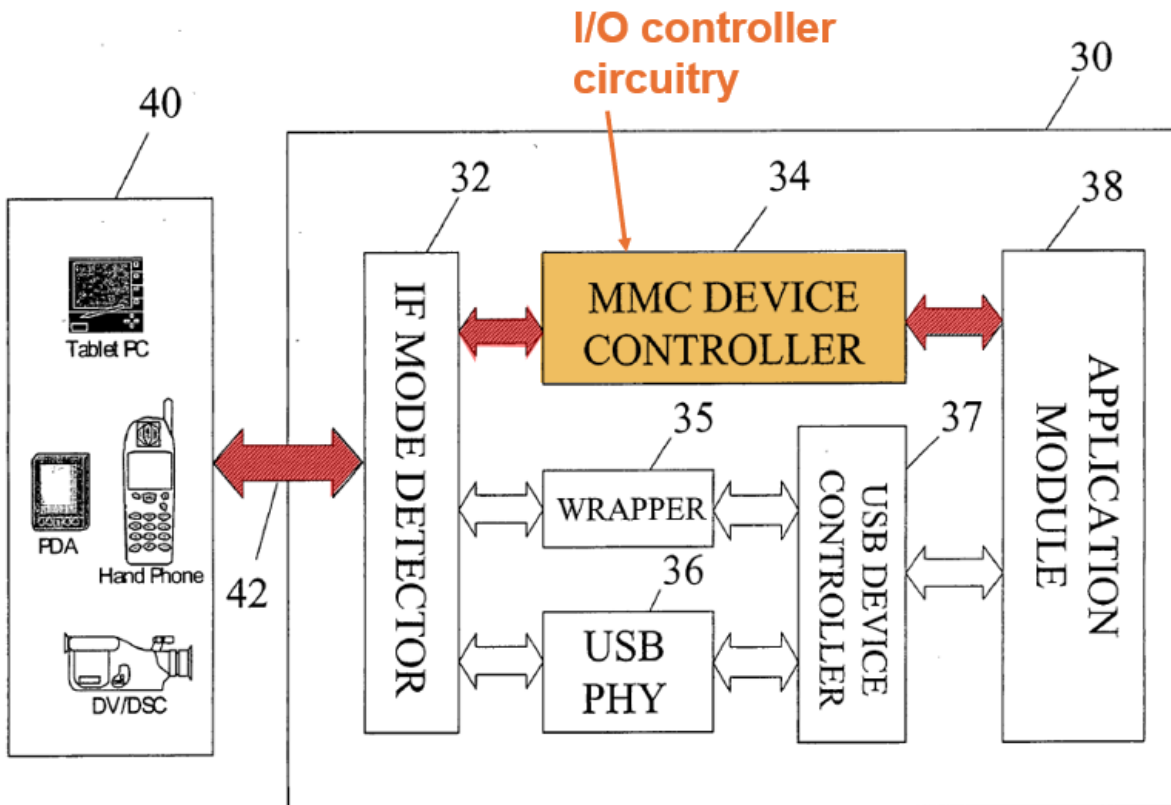 I/O controller
circuitry
30
40
32
34
38
Tablet PC
PDA
Hand Phone
DV/DSC
42
IF MODE DETECTOR
MMC DEVICE
CONTROLLER
35
WRAPPER
36
USB
PHY
37
USB DEVICE
CONTROLLER
APPLICATION
MODULE